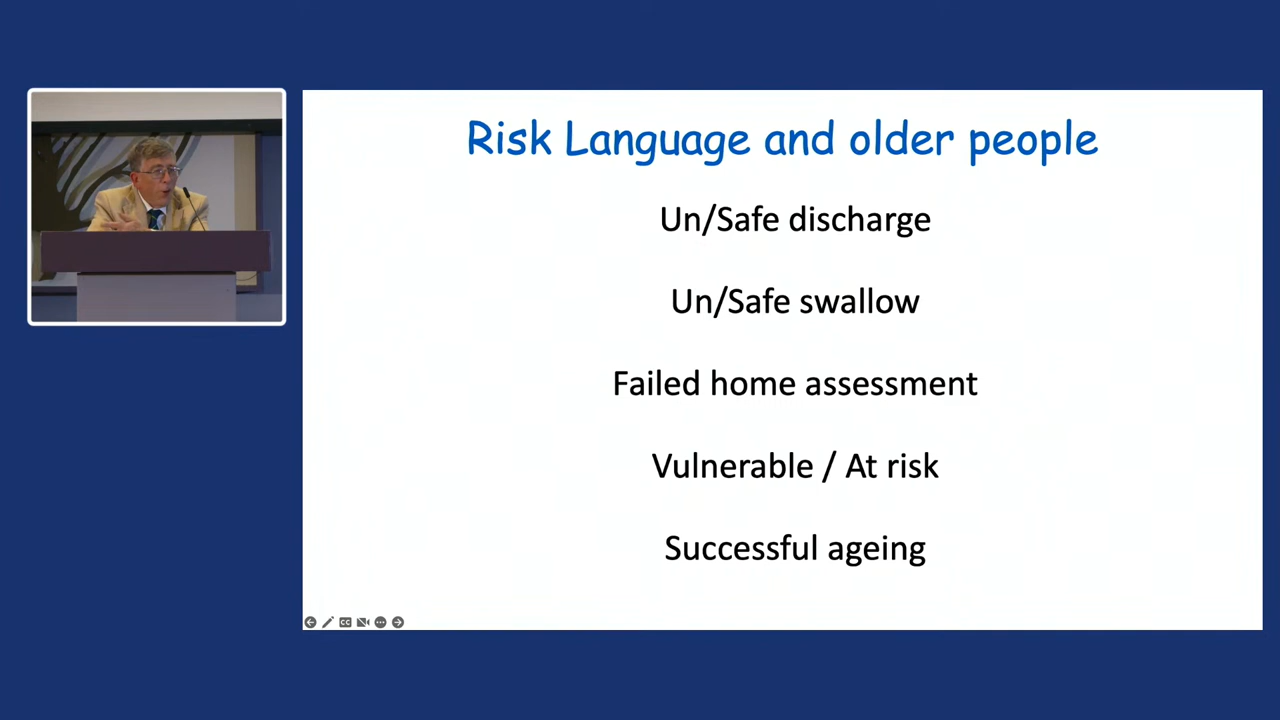 Risk Language and older people
Un/Safe discharge
Un/Safe swallow
Failed home assessment
Vulnerable / At risk
Successful ageing
CC